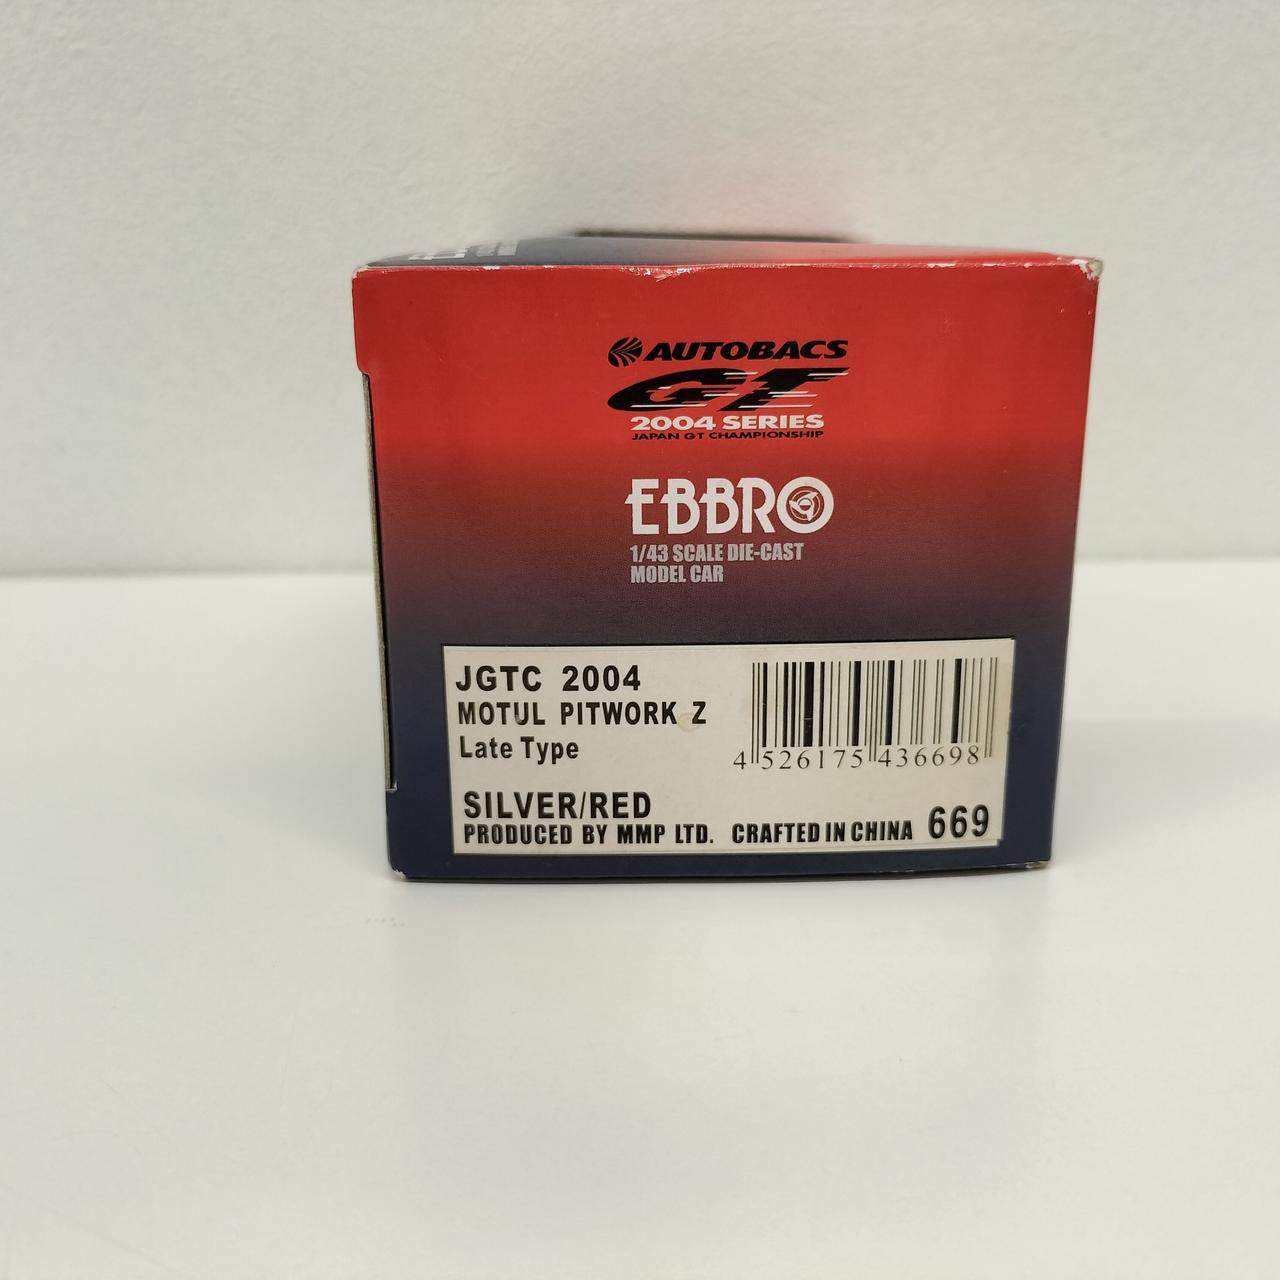 AUTOBACS
GT
2004 SERIES
JAPAN GT CHAMPIONSHIP
EBBRO
1/43 SCALE DIE-CAST
MODEL CAR
JGTC 2004
MOTUL PITWORK Z
Late Type
4 526175 436698
SILVER/RED
PRODUCED BY MMP LTD. CRAFTED IN CHINA 669